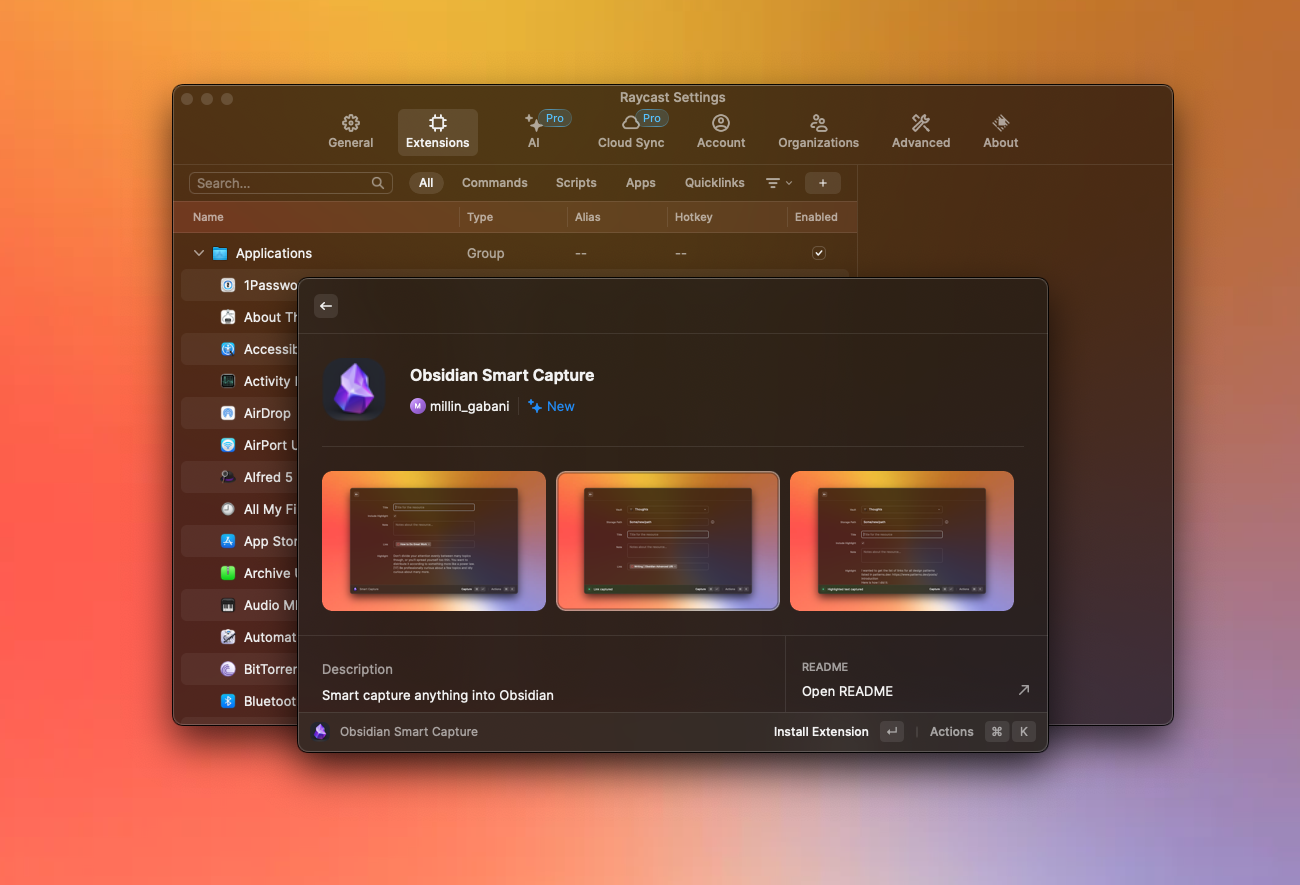 Raycast Settings
General
Extensions
Pro
AI
Pro
Cloud Sync
Account
Organizations
Advanced
About
Search...
All
Commands
Scripts
Apps
Quicklinks
+
Name Type Alias Hotkey Enabled
Applications Group -- --
1Passwo
About Th
Accessib
Activity
AirDrop
AirPort U
Alfred 5
All My Fi
App Stor
Archive U
Audio MI
Automat
BitTorrer
Bluetoot
Obsidian Smart Capture
M millin_gabani New
Description
Smart capture anything into Obsidian
README
Open README
Obsidian Smart Capture
Install Extension
Actions ⌘ K